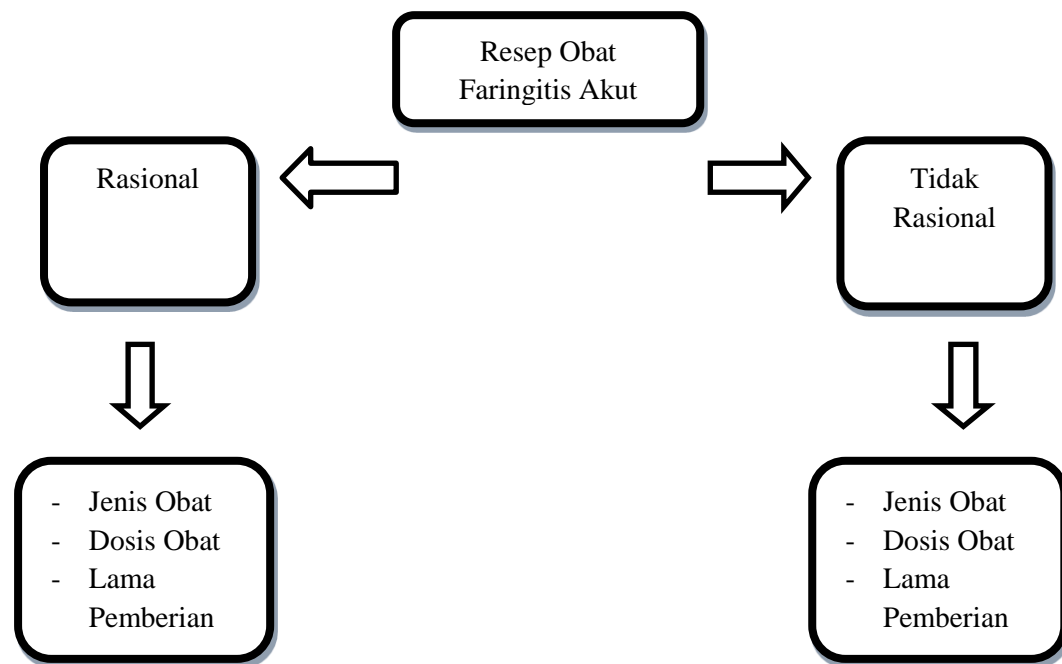 Resep Obat
Faringitis Akut
Rasional
Tidak
Rasional
- Jenis Obat
- Dosis Obat
- Lama
Pemberian
- Jenis Obat
- Dosis Obat
- Lama
Pemberian